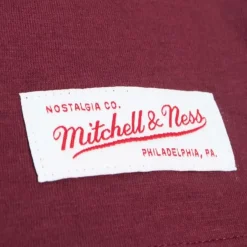 NOSTALGIA CO.
Mitchell & Ness
PHILADELPHIA, PA.